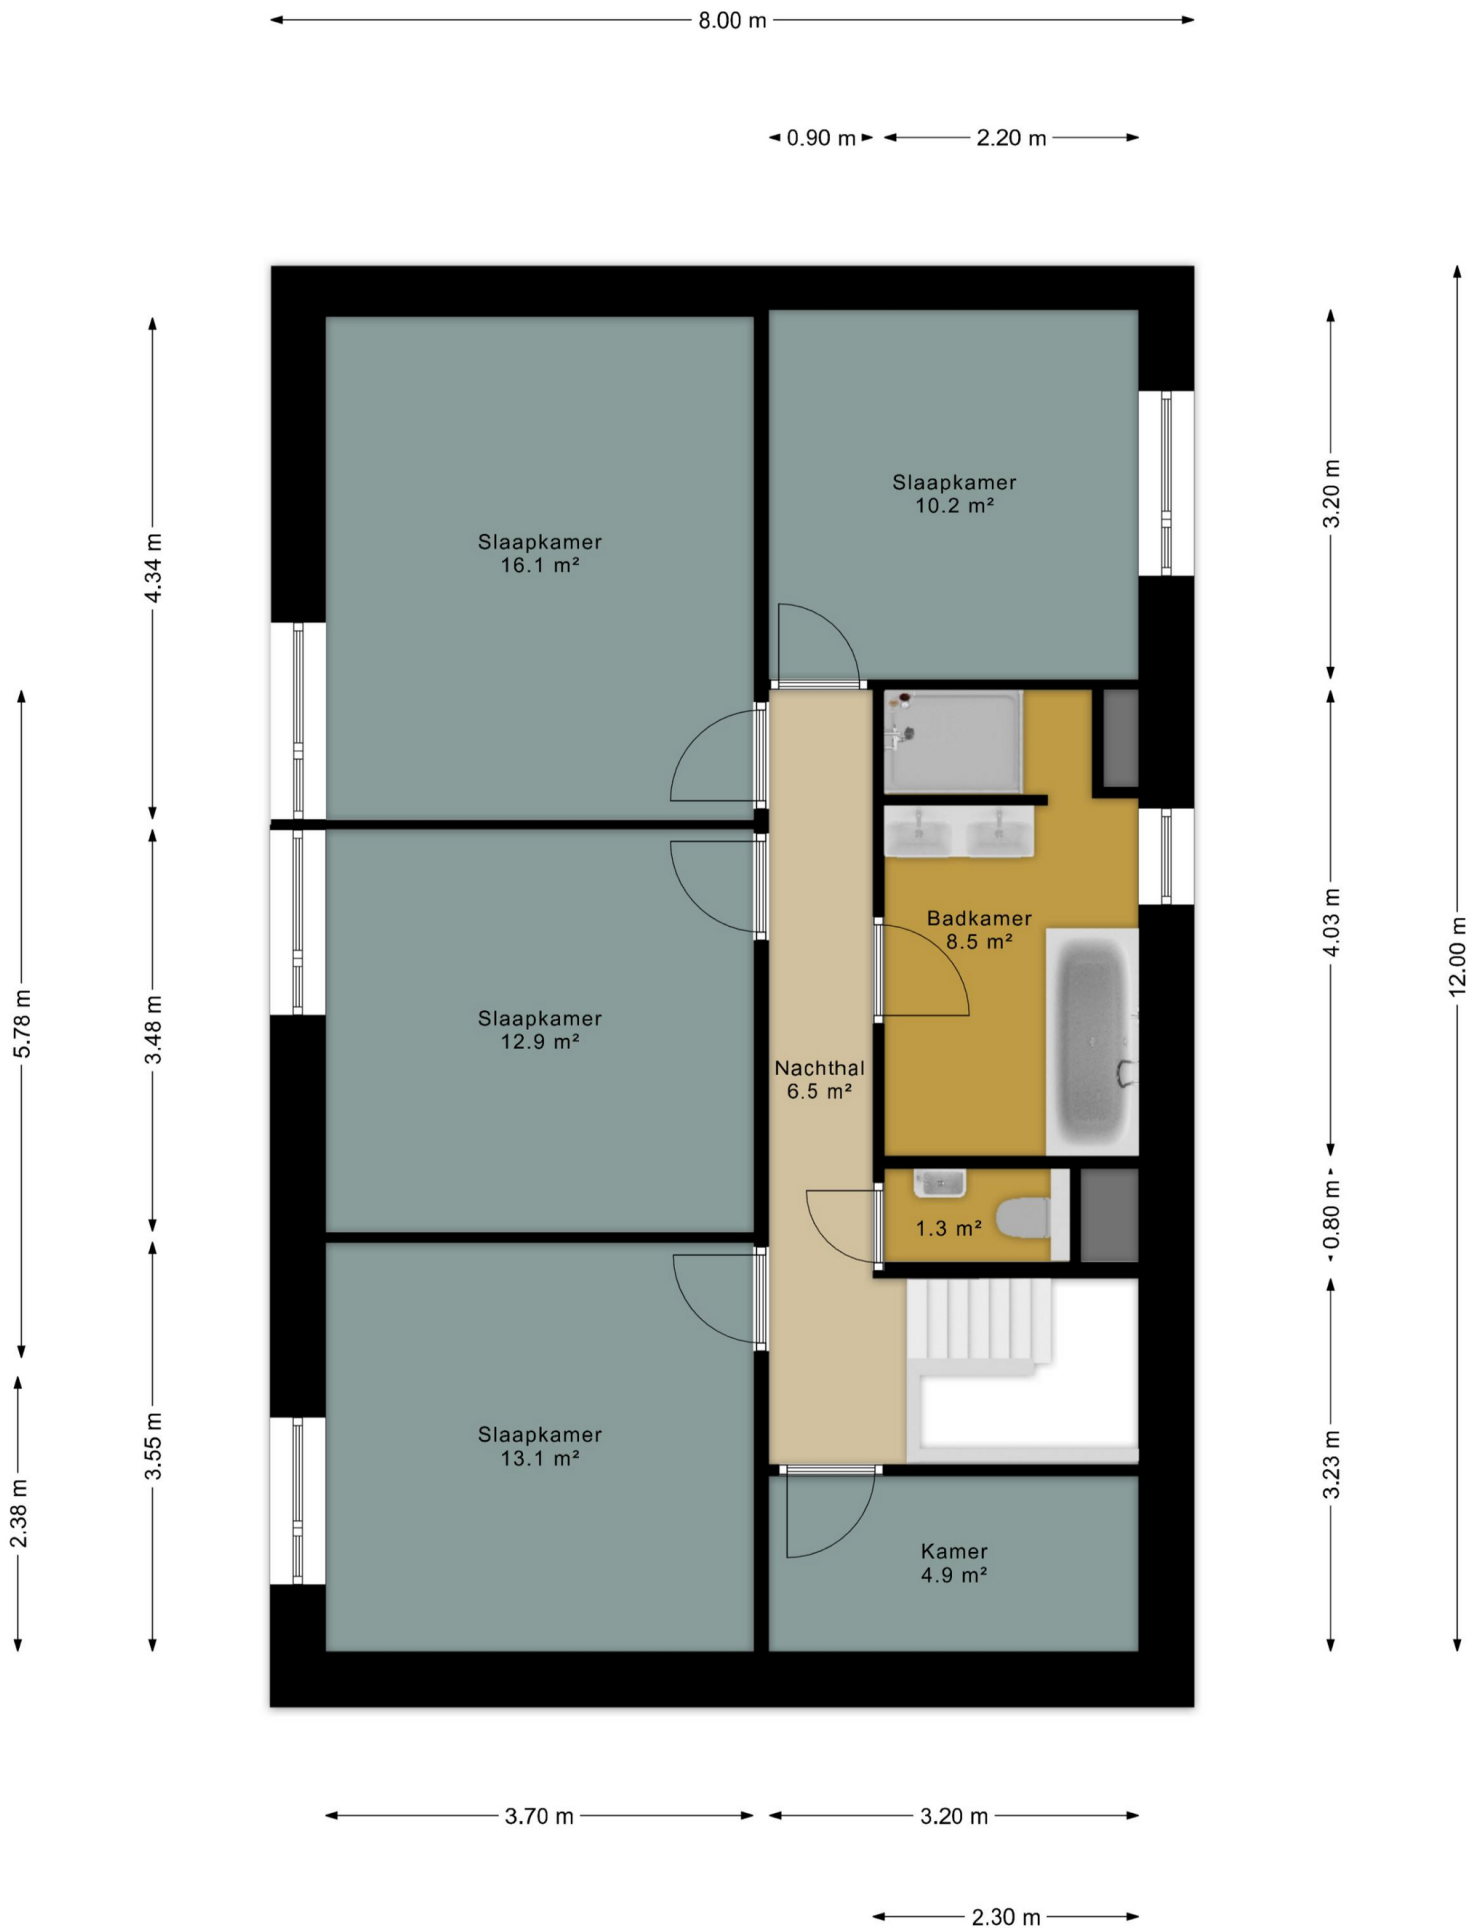 8.00 m
0.90 m
2.20 m
Slaapkamer
10.2 m²
3.20 m
Slaapkamer
16.1 m²
4.34 m
Badkamer
8.5 m²
4.03 m
12.00 m
Slaapkamer
12.9 m²
3.48 m
5.78 m
Nachthal
6.5 m²
1.3 m²
0.80 m
Slaapkamer
13.1 m²
3.55 m
2.38 m
3.23 m
Kamer
4.9 m²
3.70 m
3.20 m
2.30 m